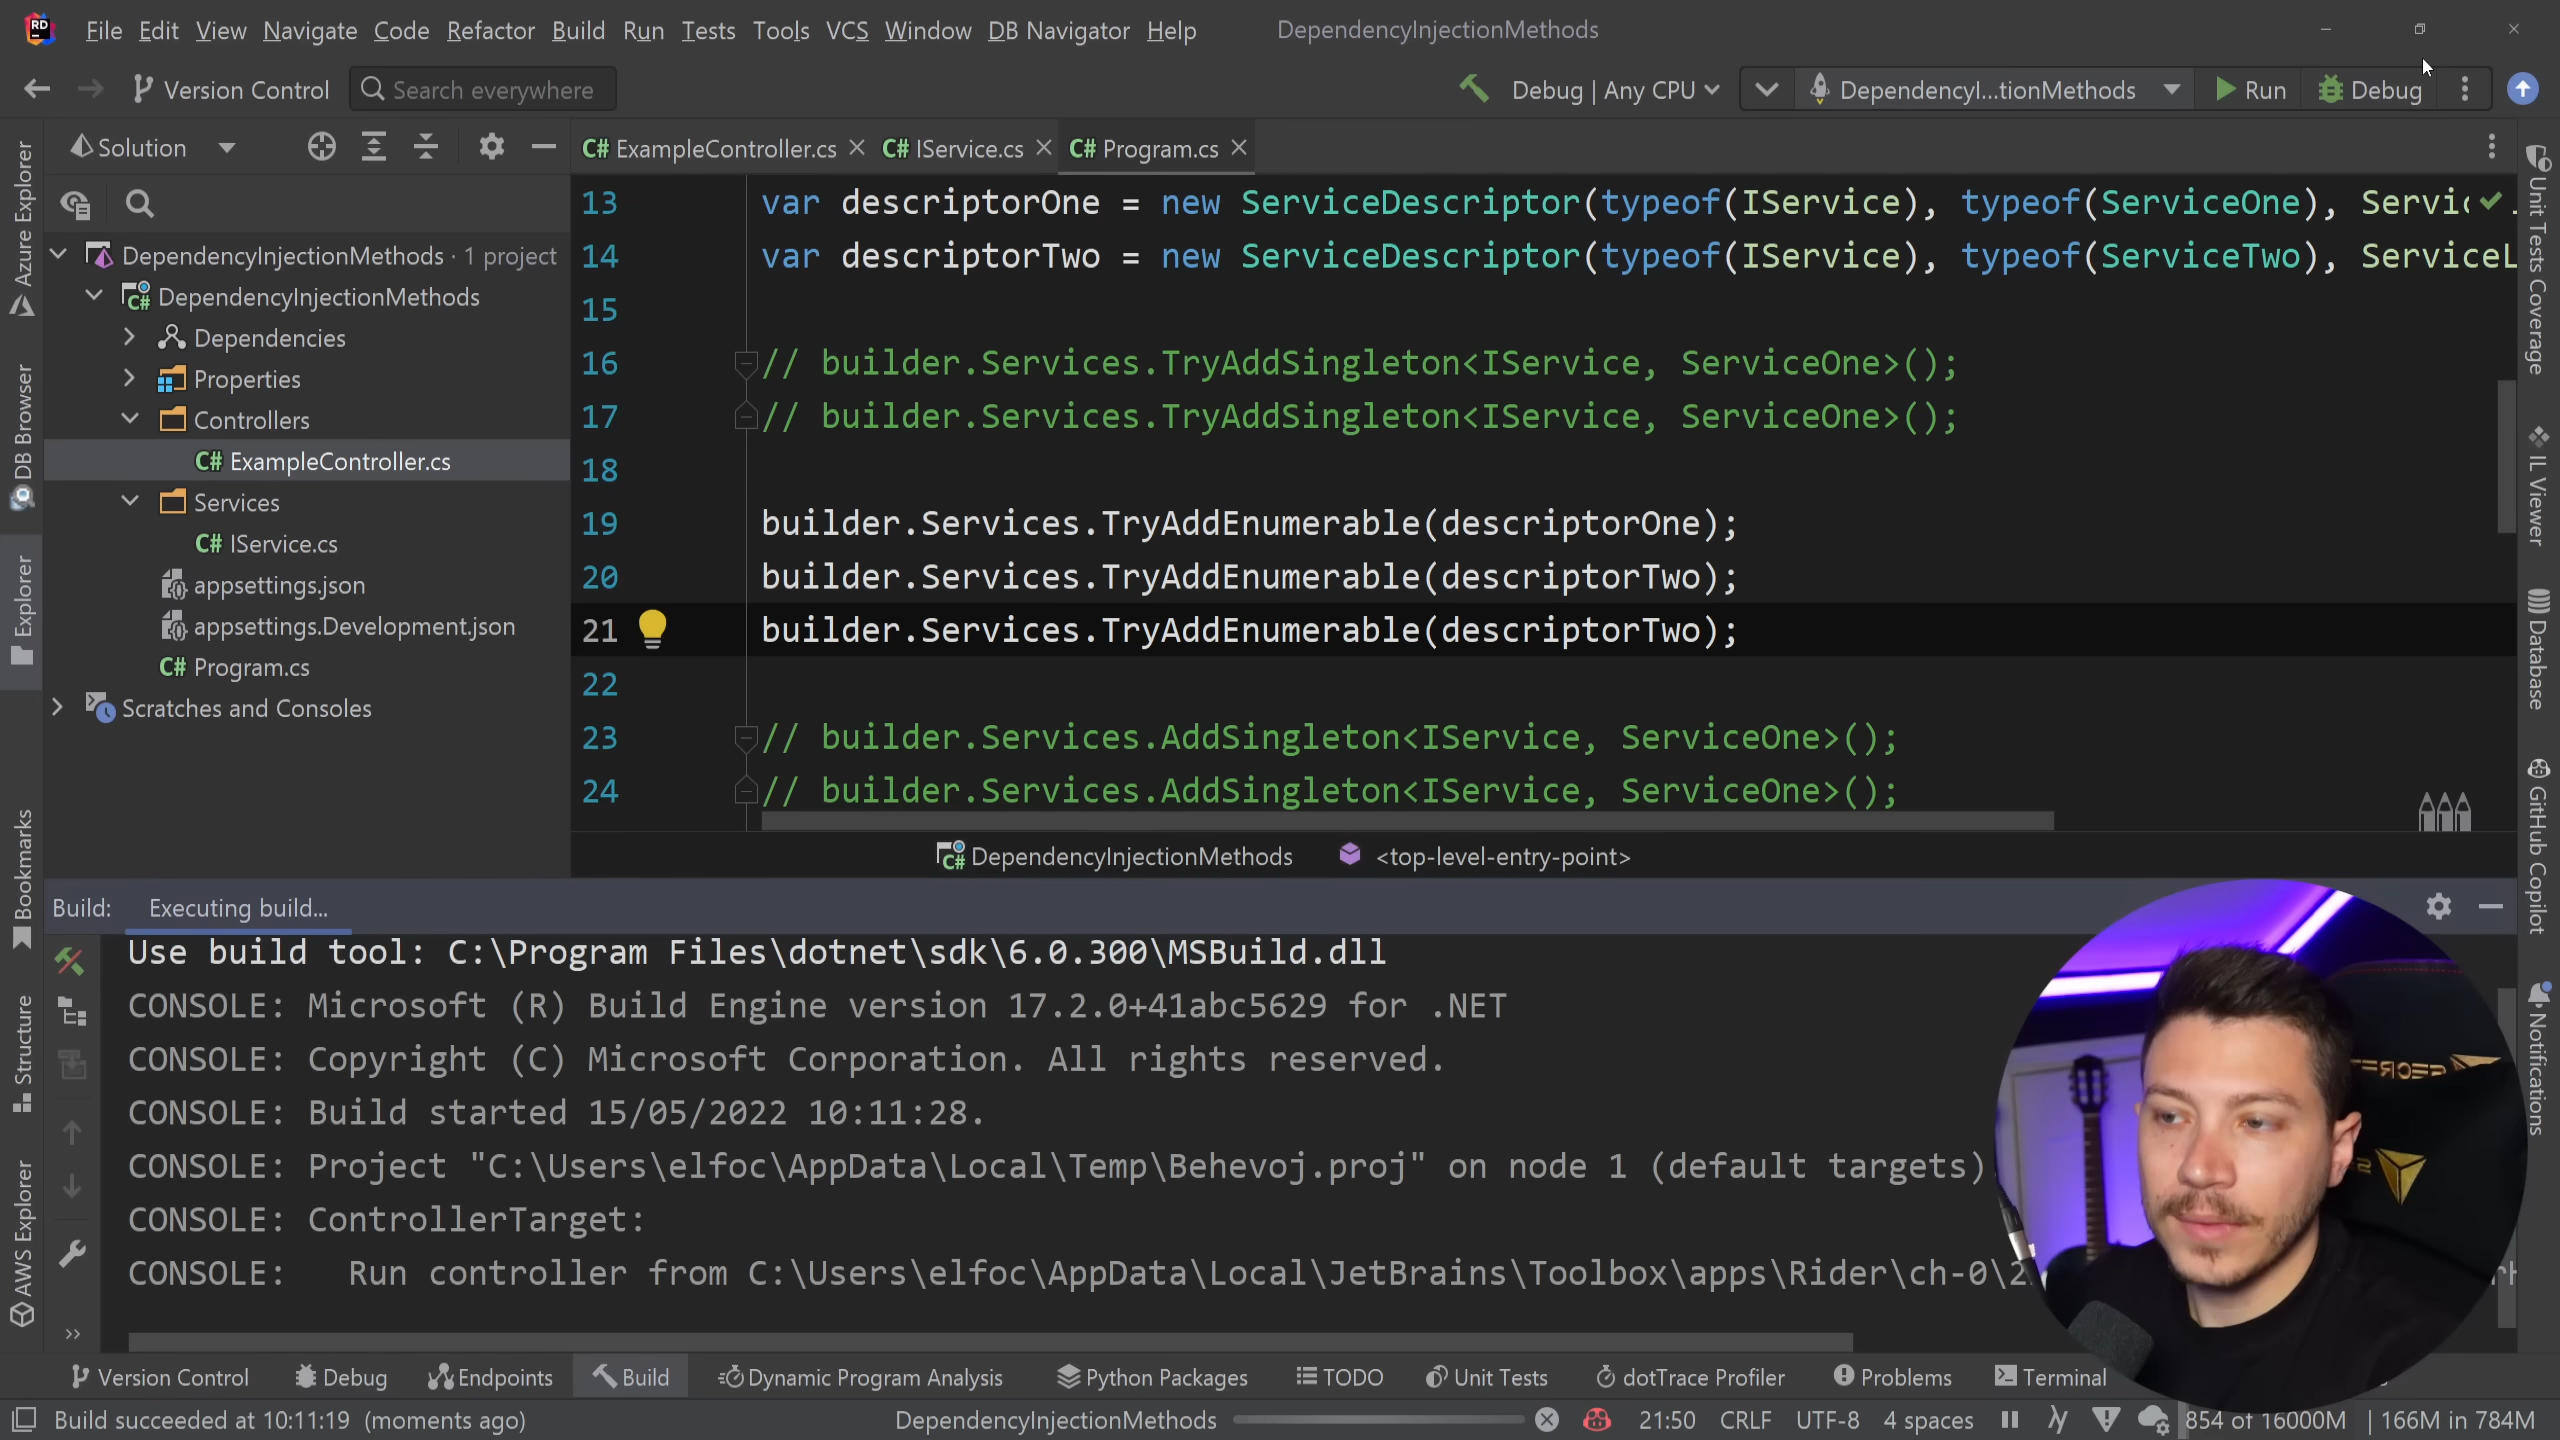 File Edit View Navigate Code Refactor Build Run Tests Tools VCS Window DB Navigator Help DependencyInjectionMethods
Version Control Search everywhere Debug | Any CPU DependencyI...tionMethods Run Debug
Solution
ExampleController.cs IService.cs Program.cs
DependencyInjectionMethods · 1 project
DependencyInjectionMethods
Dependencies
Properties
Controllers
C# ExampleController.cs
Services
C# IService.cs
appsettings.json
appsettings.Development.json
C# Program.cs
Scratches and Consoles
13 var descriptorOne = new ServiceDescriptor(typeof(IService), typeof(ServiceOne), Servic
14 var descriptorTwo = new ServiceDescriptor(typeof(IService), typeof(ServiceTwo), ServiceL
15
16 // builder.Services.TryAddSingleton<IService, ServiceOne>();
17 // builder.Services.TryAddSingleton<IService, ServiceOne>();
18
19 builder.Services.TryAddEnumerable(descriptorOne);
20 builder.Services.TryAddEnumerable(descriptorTwo);
21 builder.Services.TryAddEnumerable(descriptorTwo);
22
23 // builder.Services.AddSingleton<IService, ServiceOne>();
24 // builder.Services.AddSingleton<IService, ServiceOne>();
DependencyInjectionMethods <top-level-entry-point>
Build: Executing build...
Use build tool: C:\Program Files\dotnet\sdk\6.0.300\MSBuild.dll
CONSOLE: Microsoft (R) Build Engine version 17.2.0+41abc5629 for .NET
CONSOLE: Copyright (C) Microsoft Corporation. All rights reserved.
CONSOLE: Build started 15/05/2022 10:11:28.
CONSOLE: Project "C:\Users\elfoc\AppData\Local\Temp\Behevoj.proj" on node 1 (default targets)
CONSOLE: ControllerTarget:
CONSOLE: Run controller from C:\Users\elfoc\AppData\Local\JetBrains\Toolbox\apps\Rider\ch-0\2
Version Control Debug Endpoints Build Dynamic Program Analysis Python Packages TODO Unit Tests dotTrace Profiler Problems Terminal
Build succeeded at 10:11:19 (moments ago) DependencyInjectionMethods 21:50 CRLF UTF-8 4 spaces 854 of 16000M | 166M in 784M
Azure Explorer
DB Browser
Explorer
Bookmarks
Structure
AWS Explorer
Unit Tests Coverage
IL Viewer
Database
GitHub Copilot
Notifications